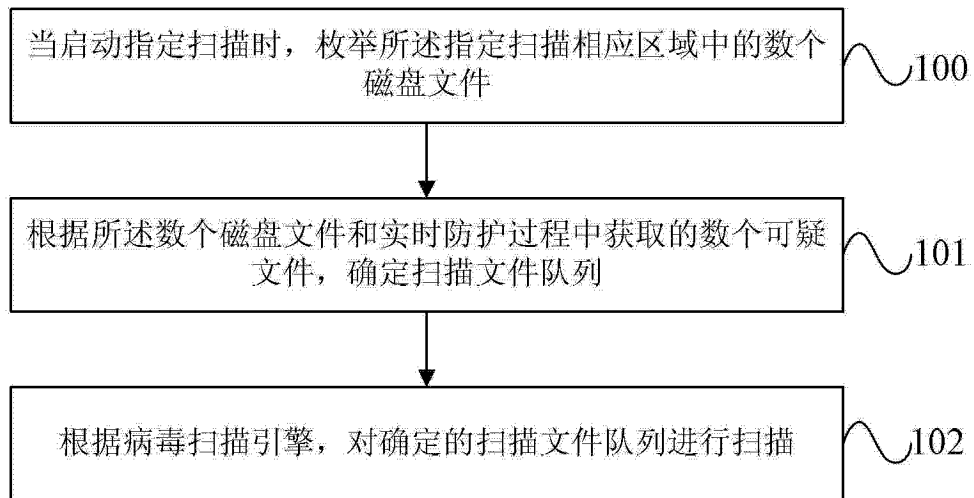 当启动指定扫描时，枚举所述指定扫描相应区域中的数个
磁盘文件
100
根据所述数个磁盘文件和实时防护过程中获取的数个可疑
文件，确定扫描文件队列
101
根据病毒扫描引擎，对确定的扫描文件队列进行扫描
102